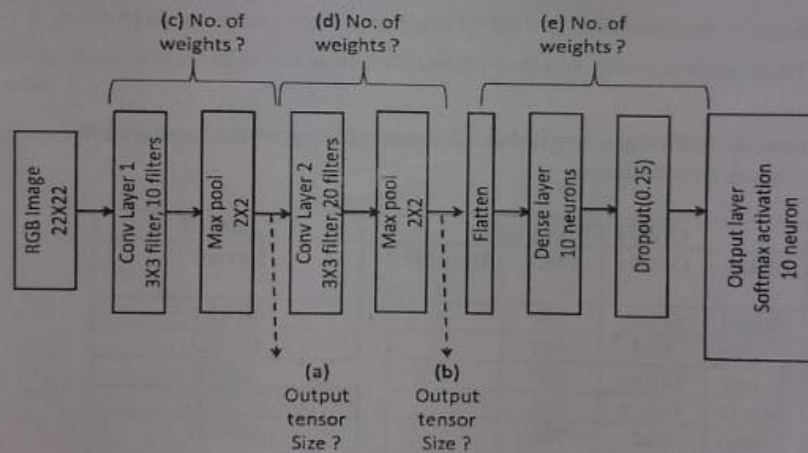 (c) No. of
weights ?
(d) No. of
weights ?
(e) No. of
weights ?
RGB Image
22X22
Conv Layer 1
3X3 filter, 10 filters
Max pool
2X2
Conv Layer 2
3X3 filter, 20 filters
Max pool
2X2
Flatten
Dense layer
10 neurons
Dropout(0.25)
Output layer
Softmax activation
10 neuron
(a)
Output
tensor
Size ?
(b)
Output
tensor
Size ?